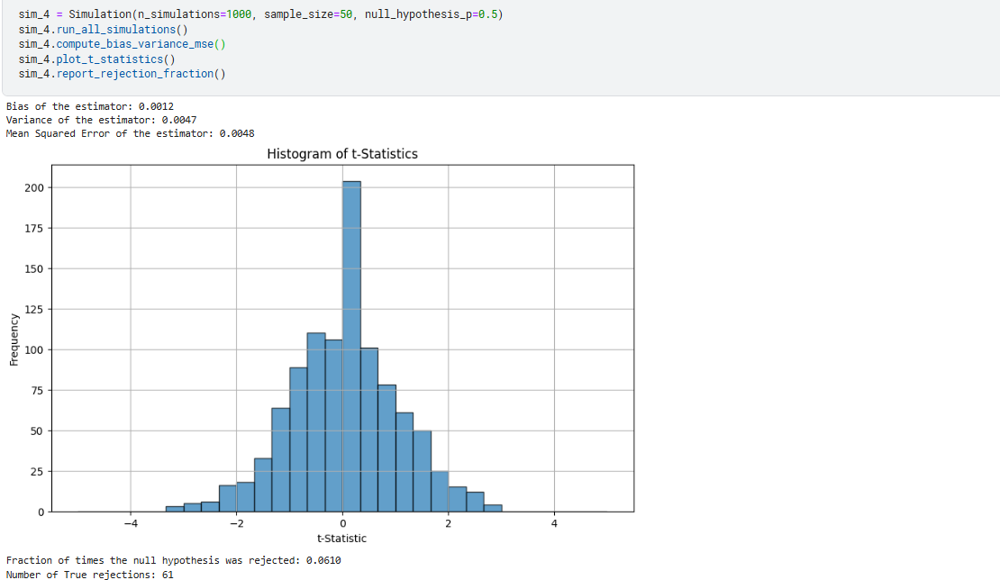 sim_4 = Simulation(n_simulations=1000, sample_size=50, null_hypothesis_p=0.5)
sim_4.run_all_simulations()
sim_4.compute_bias_variance_mse()
sim_4.plot_t_statistics()
sim_4.report_rejection_fraction()
Bias of the estimator: 0.0012
Variance of the estimator: 0.0047
Mean Squared Error of the estimator: 0.0048
Histogram of t-Statistics
200
175
150
125
100
75
50
25
0
Frequency
−4
−2
0
2
4
t-Statistic
Fraction of times the null hypothesis was rejected: 0.0610
Number of True rejections: 61